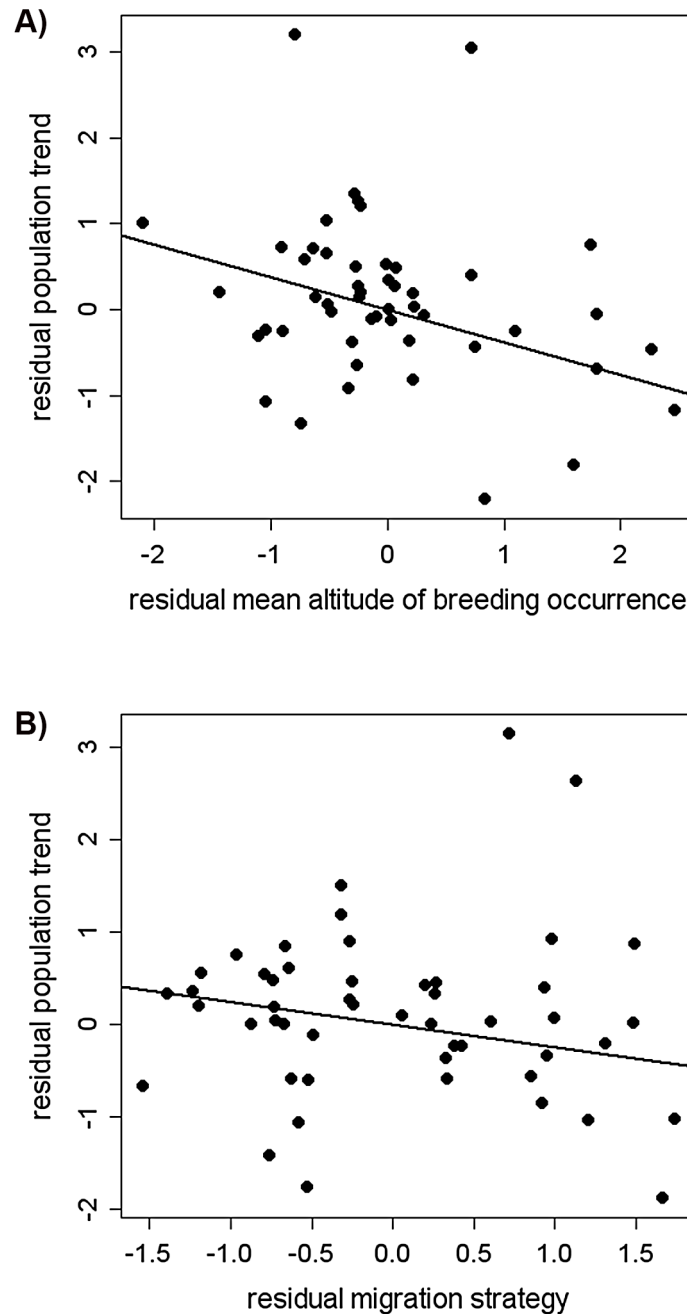 A)
3
2
1
0
-1
-2
residual population trend
-2 -1 0 1 2
residual mean altitude of breeding occurrence
B)
3
2
1
0
-1
-2
residual population trend
-1.5 -1.0 -0.5 0.0 0.5 1.0 1.5
residual migration strategy